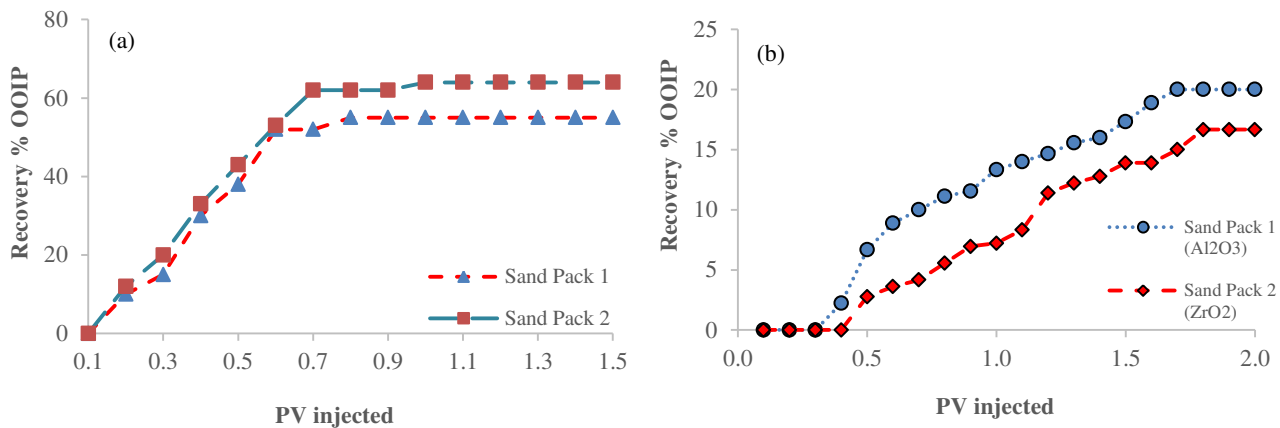 (a)
Recovery % OOIP
80
60
40
20
0
0.1 0.3 0.5 0.7 0.9 1.1 1.3 1.5
PV injected
Sand Pack 1
Sand Pack 2
(b)
Recovery % OOIP
25
20
15
10
5
0
0.0 0.5 1.0 1.5 2.0
PV injected
Sand Pack 1
(Al2O3)
Sand Pack 2
(ZrO2)